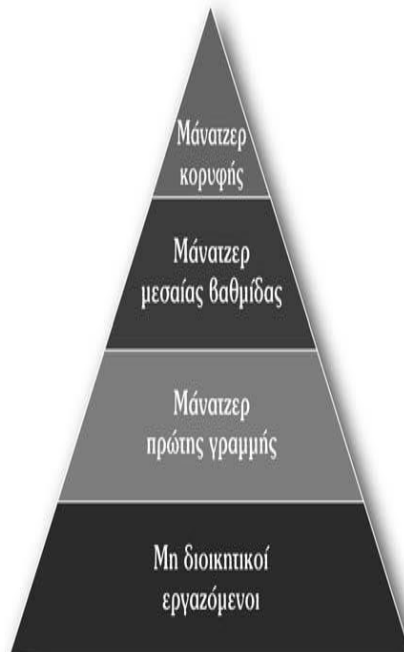 Μάνατζερ
κορυφής
Μάνατζερ
μεσαίας βαθμίδας
Μάνατζερ
πρώτης γραμμής
Μη διοικητικοί
εργαζόμενοι